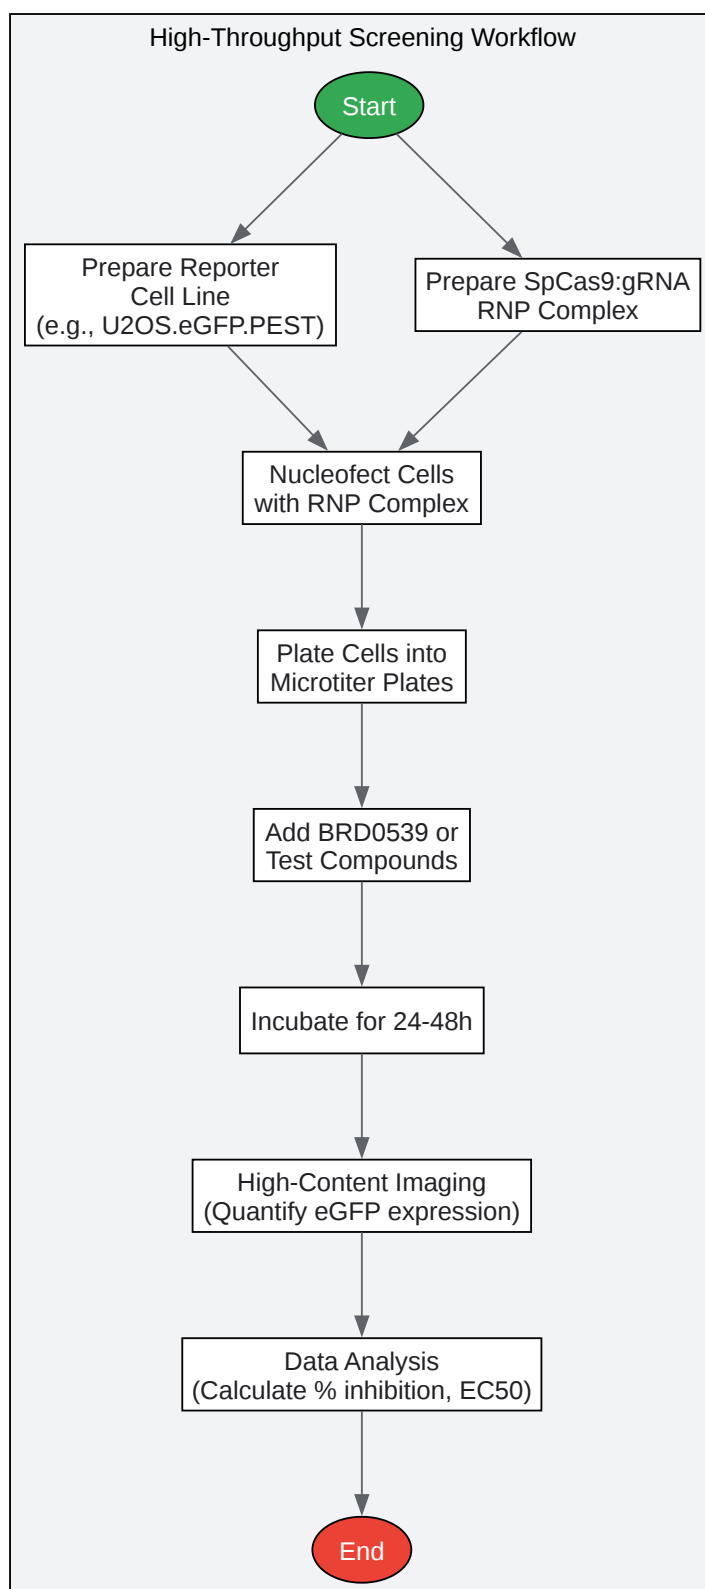 High-Throughput Screening Workflow
Start
Prepare Reporter
Cell Line
(e.g., U2OS.eGFP.PEST)
Prepare SpCas9:gRNA
RNP Complex
Nucleofect Cells
with RNP Complex
Plate Cells into
Microtiter Plates
Add BRD0539 or
Test Compounds
Incubate for 24-48h
High-Content Imaging
(Quantify eGFP expression)
Data Analysis
(Calculate % inhibition, EC50)
End